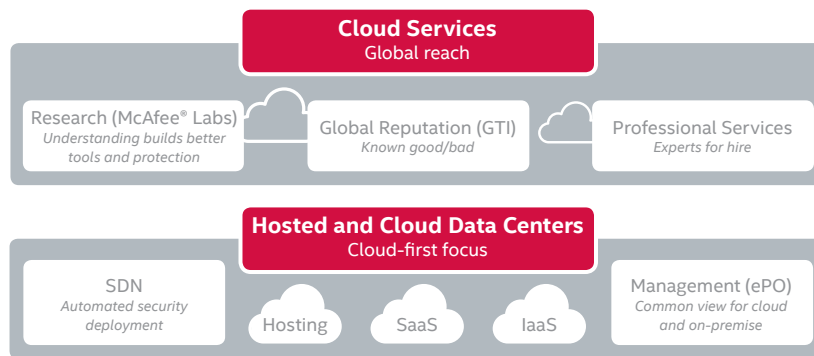 Cloud Services
Global reach
Research (McAfee® Labs)
Understanding builds better
tools and protection
Global Reputation (GTI)
Known good/bad
Professional Services
Experts for hire
Hosted and Cloud Data Centers
Cloud-first focus
SDN
Automated security
deployment
Hosting
SaaS
IaaS
Management (ePO)
Common view for cloud
and on-premise